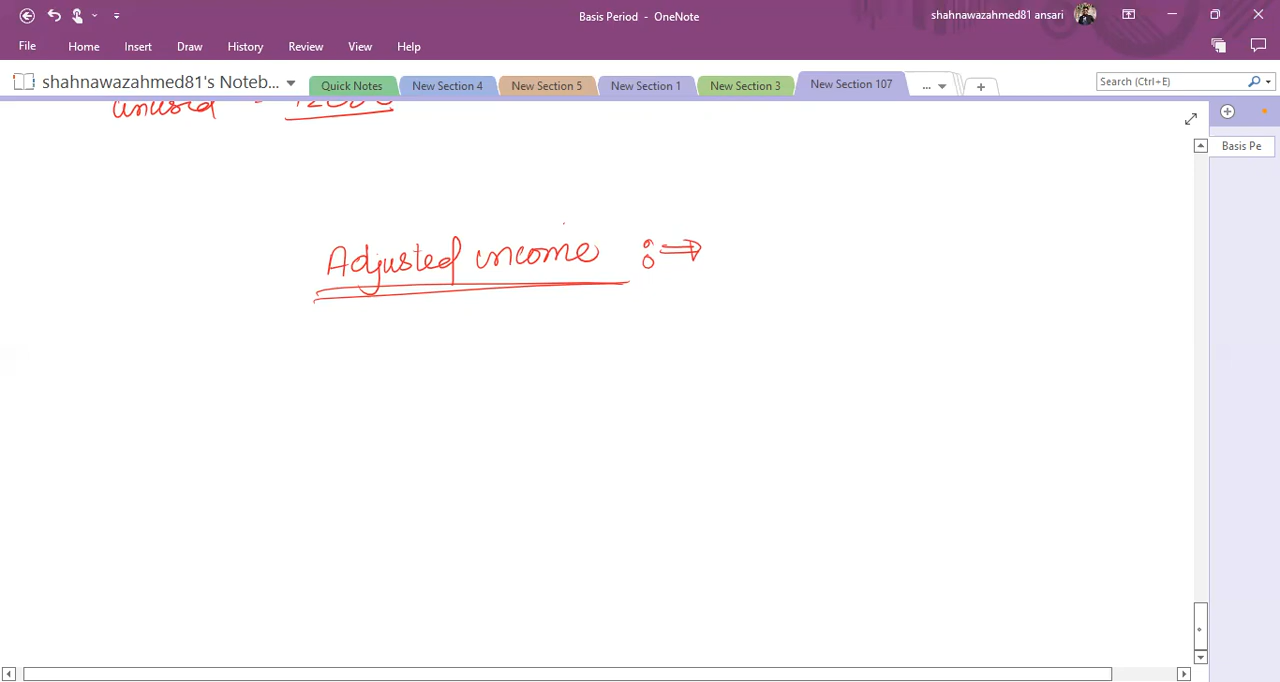 Basis Period - OneNote
shahnawazahmed81 ansari
File Home Insert Draw History Review View Help
shahnawazahmed81's Noteb... Quick Notes New Section 4 New Section 5 New Section 1 New Section 3 New Section 107 ... Search (Ctrl+E)
Basis Pe
unused -
Adjusted income :⇒